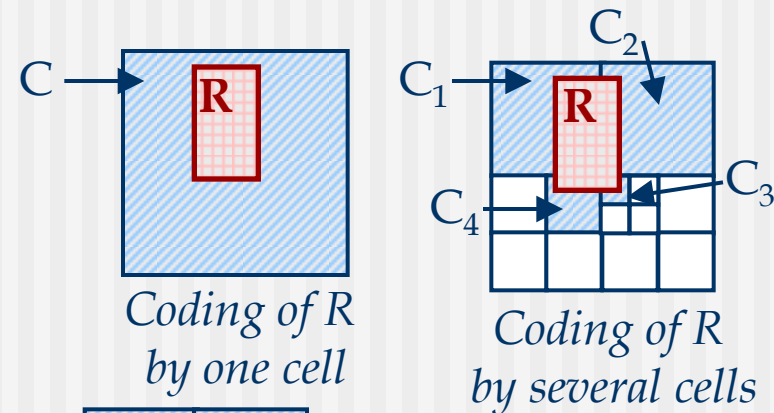 C
R
Coding of R
by one cell
C₁
C₂
R
C₃
C₄
Coding of R
by several cells